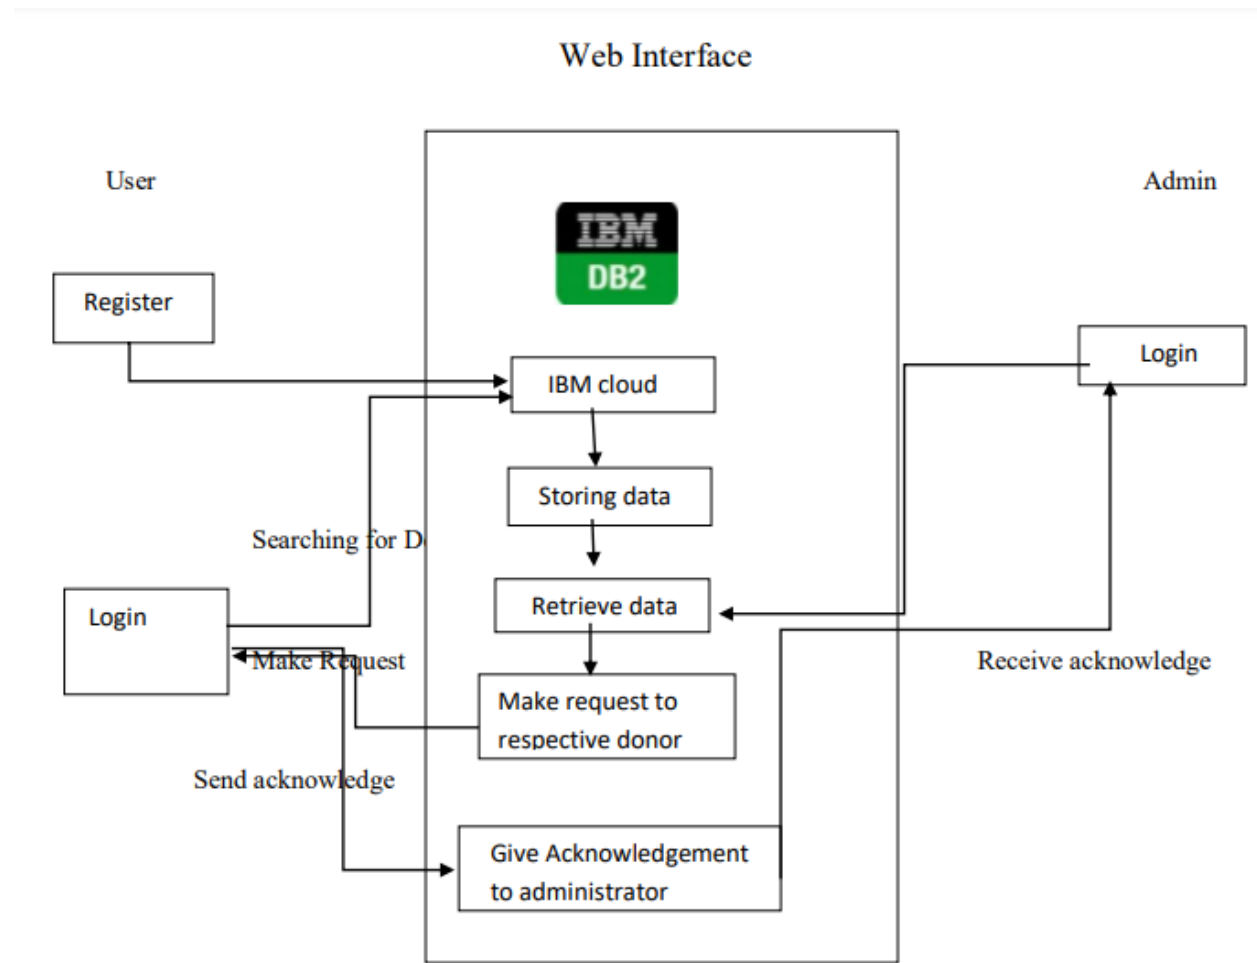 Web Interface
User
Admin
IBM
DB2
Register
Login
IBM cloud
Storing data
Searching for D
Retrieve data
Login
Make Request
Receive acknowledge
Make request to
respective donor
Send acknowledge
Give Acknowledgement
to administrator